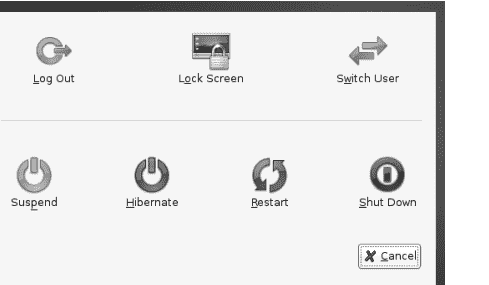 Log Out
Lock Screen
Switch User
Suspend
Hibernate
Restart
Shut Down
Cancel